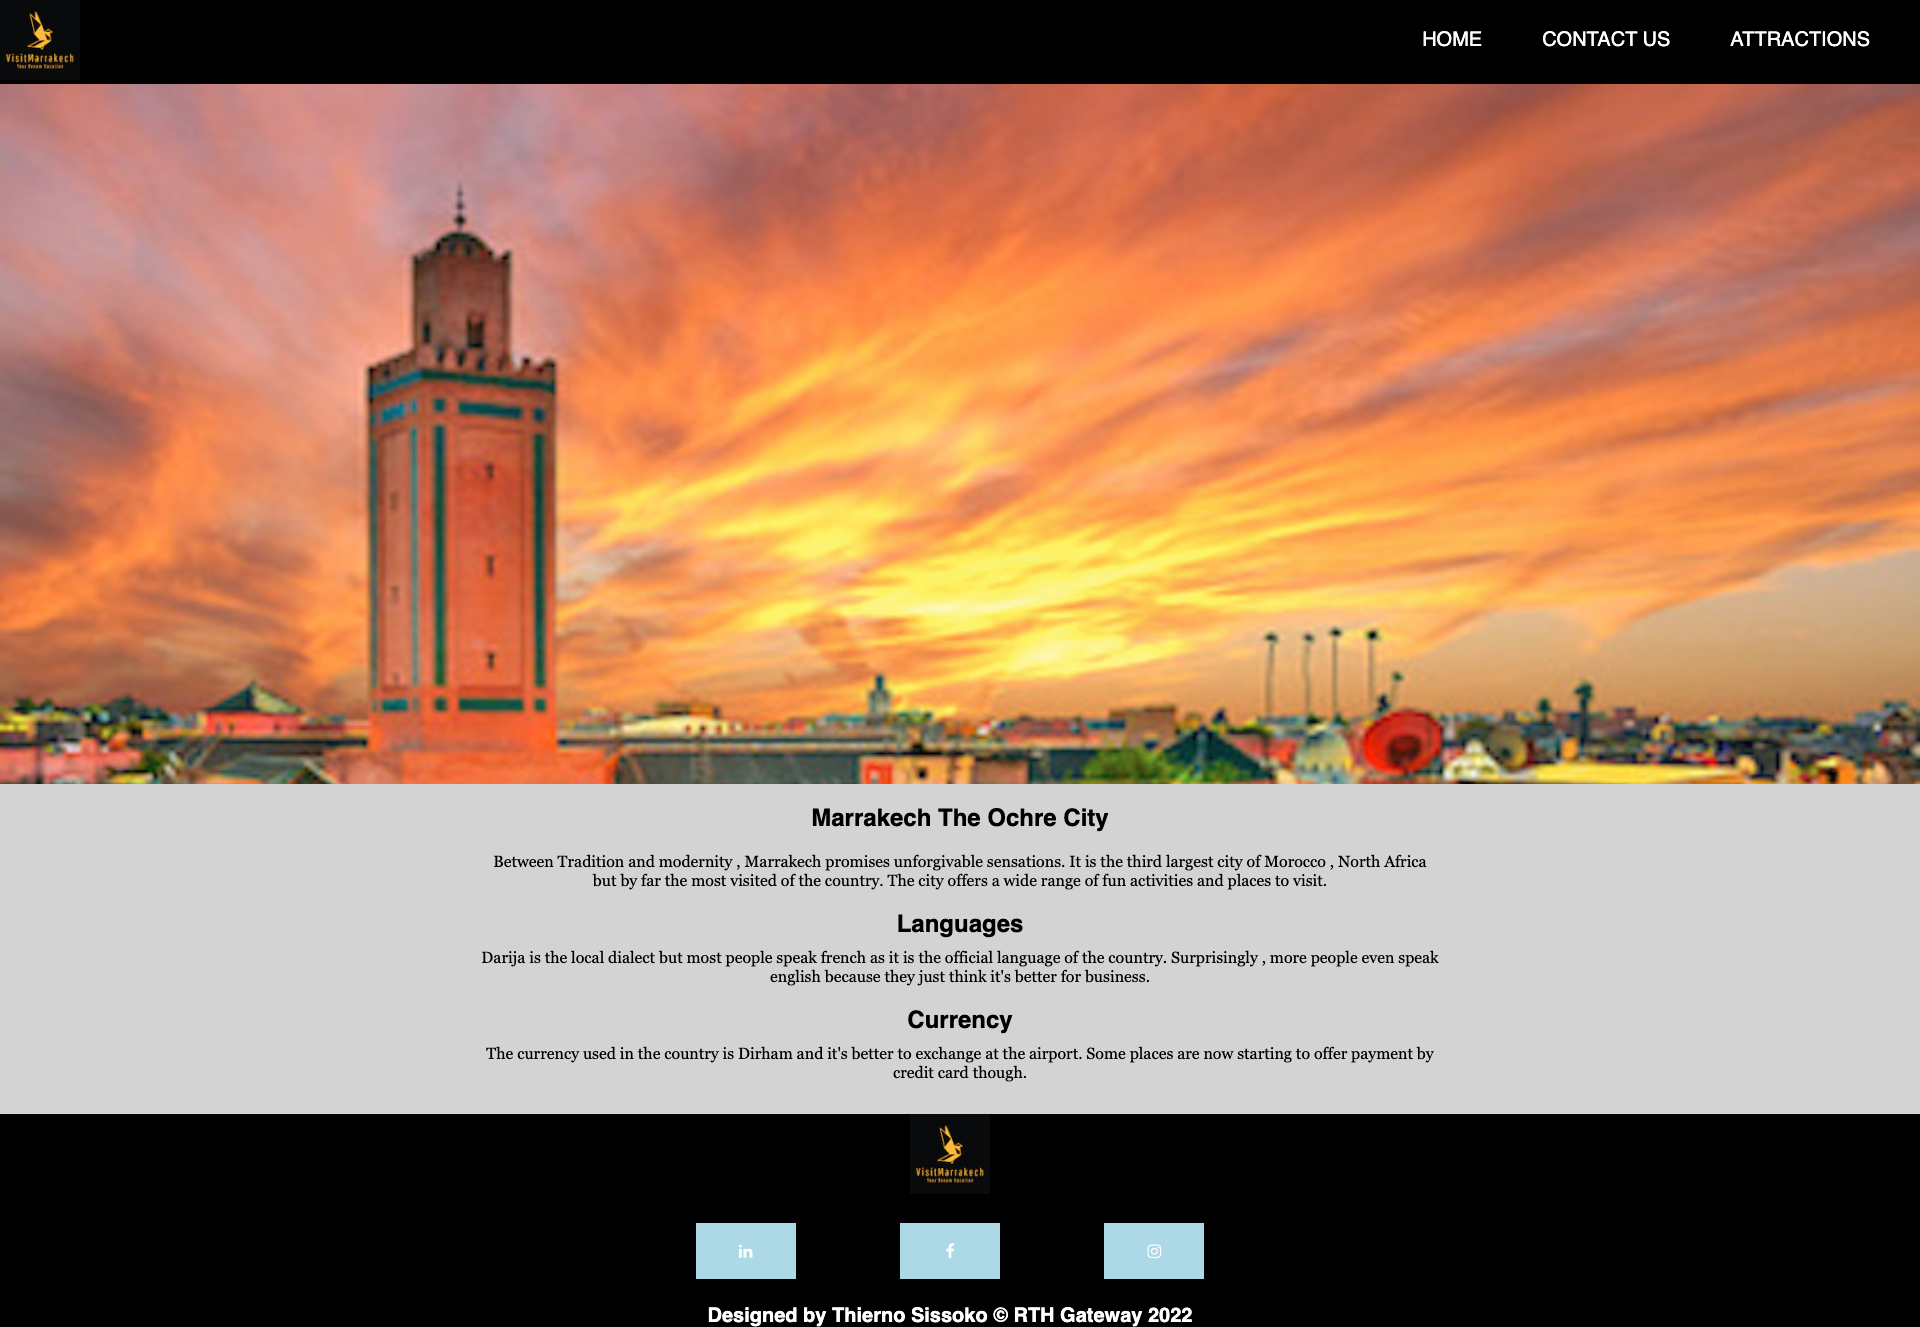 VisitMarrakech
Your Dream Vacation
HOME CONTACT US ATTRACTIONS
Marrakech The Ochre City
Between Tradition and modernity , Marrakech promises unforgivable sensations. It is the third largest city of Morocco , North Africa
but by far the most visited of the country. The city offers a wide range of fun activities and places to visit.
Languages
Darija is the local dialect but most people speak french as it is the official language of the country. Surprisingly , more people even speak
english because they just think it's better for business.
Currency
The currency used in the country is Dirham and it's better to exchange at the airport. Some places are now starting to offer payment by
credit card though.
VisitMarrakech
Your Dream Vacation
in f
Designed by Thierno Sissoko © RTH Gateway 2022